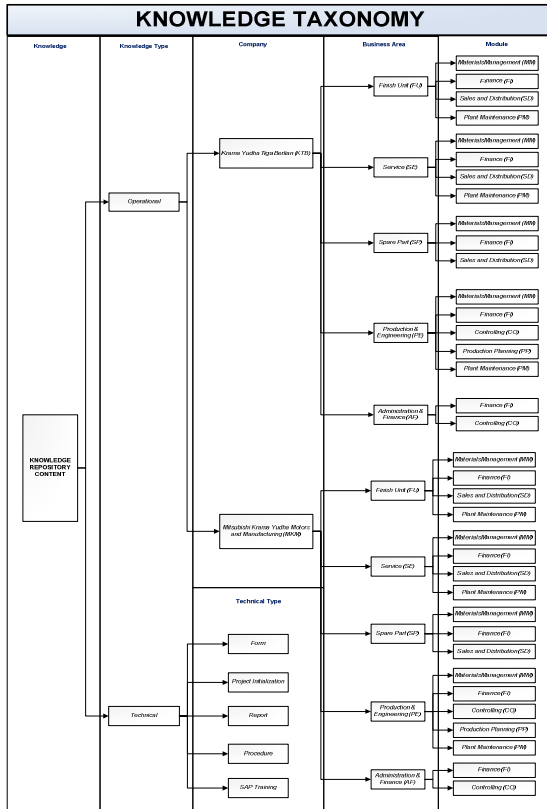 KNOWLEDGE TAXONOMY
Knowledge
Knowledge Type
Company
Business Area
Module
KNOWLEDGE
REPOSITORY
CONTENT
Operational
Technical
Krama Yudha Tiga Berlian (KTB)
Mitsubishi Krama Yudha Motors
and Manufacturing (MKM)
Technical Type
Form
Project Initialization
Report
Procedure
SAP Training
Finish Unit (FU)
Materials Management (MM)
Finance (FI)
Sales and Distribution (SD)
Plant Maintenance (PM)
Service (SE)
Materials Management (MM)
Finance (FI)
Sales and Distribution (SD)
Plant Maintenance (PM)
Spare Part (SP)
Materials Management (MM)
Finance (FI)
Sales and Distribution (SD)
Production &
Engineering (PE)
Materials Management (MM)
Finance (FI)
Controlling (CO)
Production Planning (PP)
Plant Maintenance (PM)
Administration &
Finance (AF)
Finance (FI)
Controlling (CO)
Finish Unit (FU)
Materials Management (MM)
Finance (FI)
Sales and Distribution (SD)
Plant Maintenance (PM)
Service (SE)
Materials Management (MM)
Finance (FI)
Sales and Distribution (SD)
Plant Maintenance (PM)
Spare Part (SP)
Materials Management (MM)
Finance (FI)
Sales and Distribution (SD)
Production &
Engineering (PE)
Materials Management (MM)
Finance (FI)
Controlling (CO)
Production Planning (PP)
Plant Maintenance (PM)
Administration &
Finance (AF)
Finance (FI)
Controlling (CO)